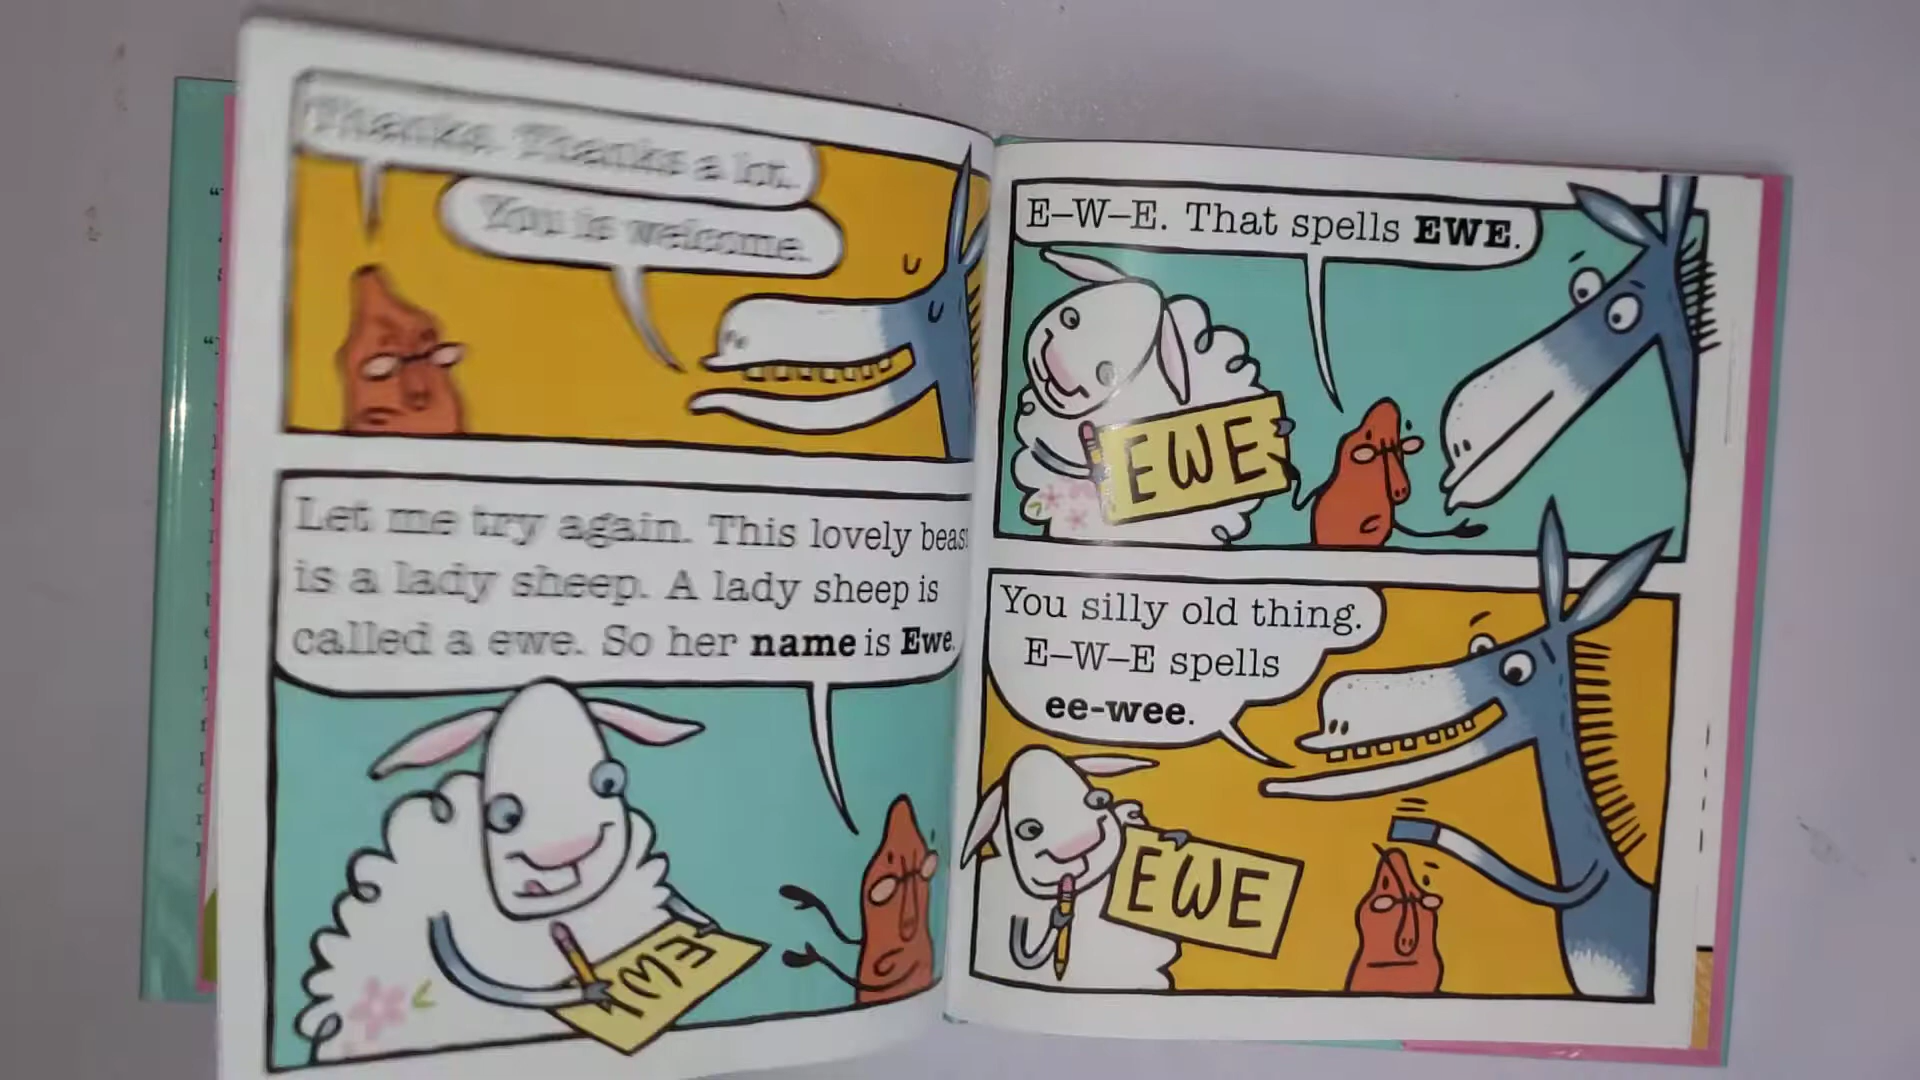 Thanks. Thanks a lot.
You is welcome.
Let me try again. This lovely beast
is a lady sheep. A lady sheep is
called a ewe. So her name is Ewe.
EWE
E–W–E. That spells EWE.
EWE
You silly old thing.
E–W–E spells
ee-wee.
EWE